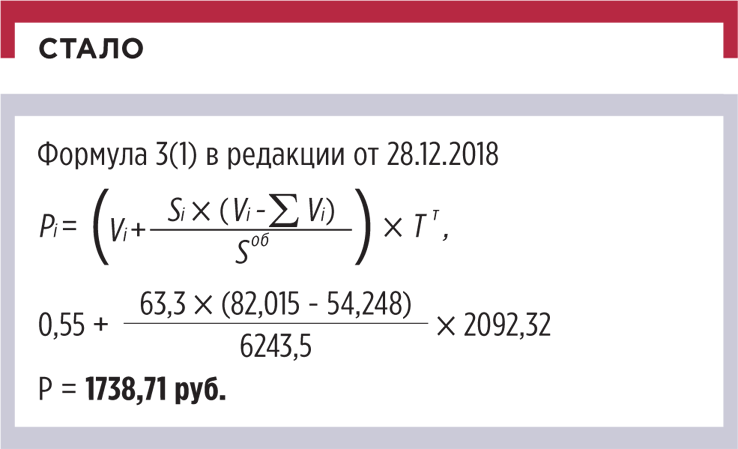 СТАЛО
Формула 3(1) в редакции от 28.12.2018
Pi = (Vi + Si × (Vi - ∑ Vi) / Sоб) × Tт,
0,55 + 63,3 × (82,015 - 54,248) / 6243,5 × 2092,32
P = 1738,71 руб.